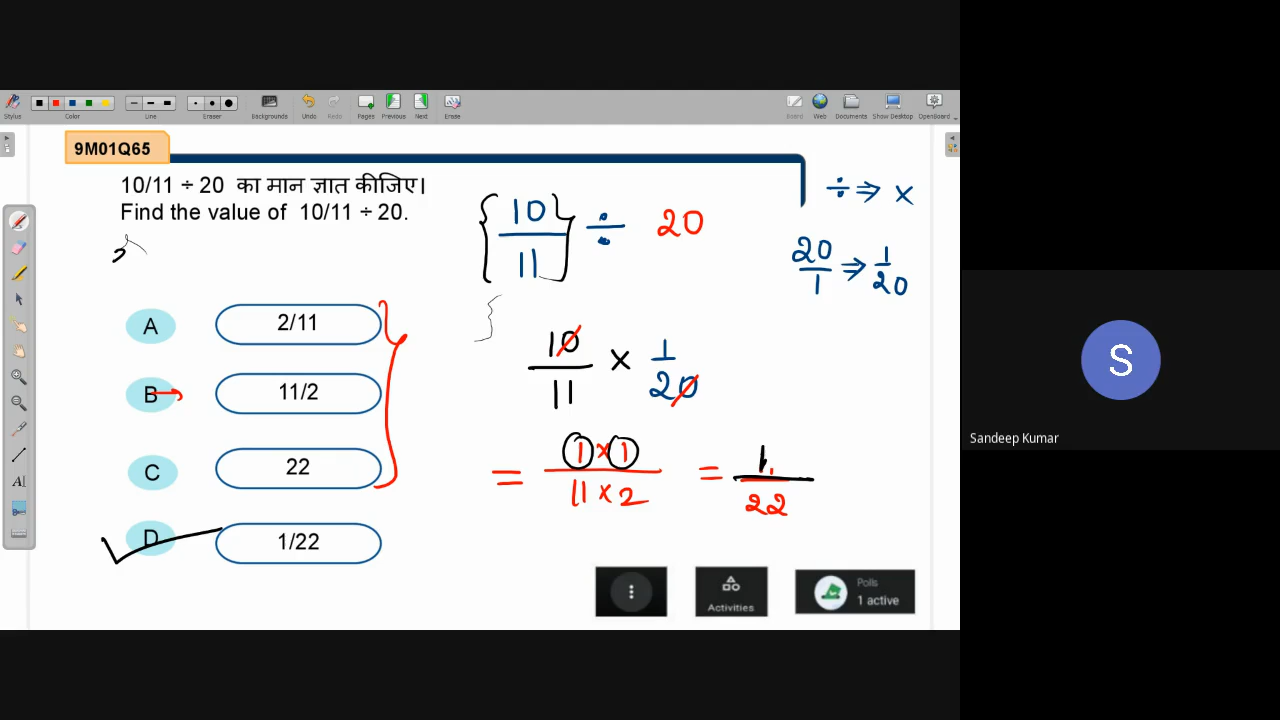 Stylus Color Line Eraser Backgrounds Undo Redo Pages Previous Next Erase Board Web Documents Show Desktop OpenBoard
9M01Q65
10/11 ÷ 20 का मान ज्ञात कीजिए।
Find the value of 10/11 ÷ 20.
A 2/11
B 11/2
C 22
D 1/22
{10/11} ÷ 20
÷ ⇒ ×
20/1 ⇒ 1/20
10/11 × 1/20
= 1×1/11×2 = 1/22
Activities
Polls
1 active
S
Sandeep Kumar